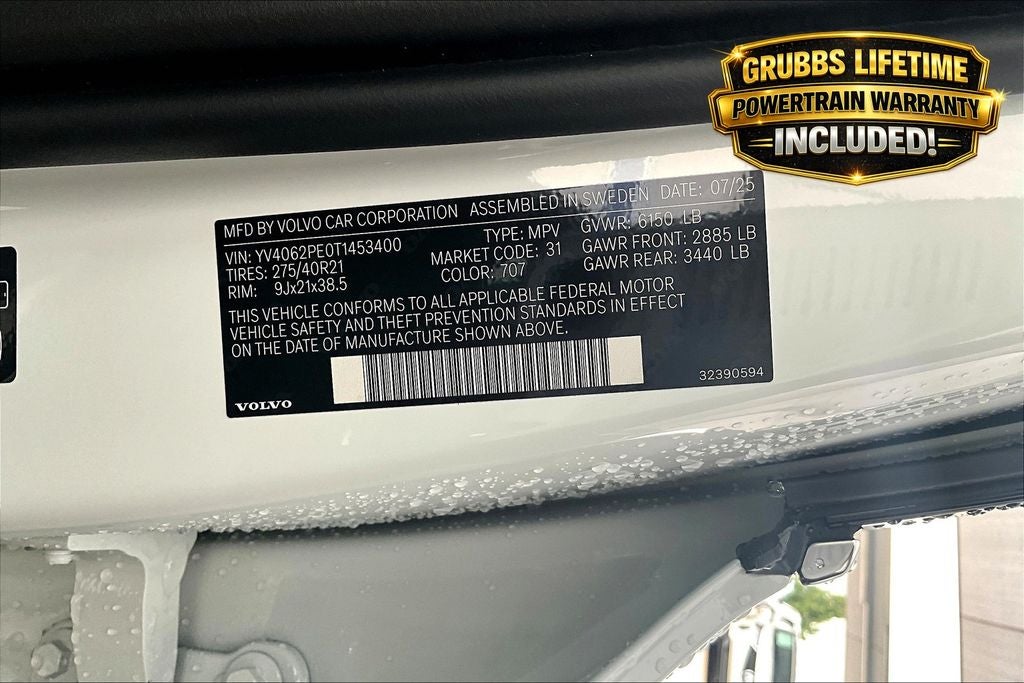 GRUBBS LIFETIME
POWERTRAIN WARRANTY
INCLUDED!
MFD BY VOLVO CAR CORPORATION ASSEMBLED IN SWEDEN DATE: 07/25
VIN: YV4062PE0T1453400 TYPE: MPV GVWR: 6150 LB
TIRES: 275/40R21 MARKET CODE: 31 GAWR FRONT: 2885 LB
RIM: 9Jx21x38.5 COLOR: 707 GAWR REAR: 3440 LB
THIS VEHICLE CONFORMS TO ALL APPLICABLE FEDERAL MOTOR
VEHICLE SAFETY AND THEFT PREVENTION STANDARDS IN EFFECT
ON THE DATE OF MANUFACTURE SHOWN ABOVE.
VOLVO
32390594